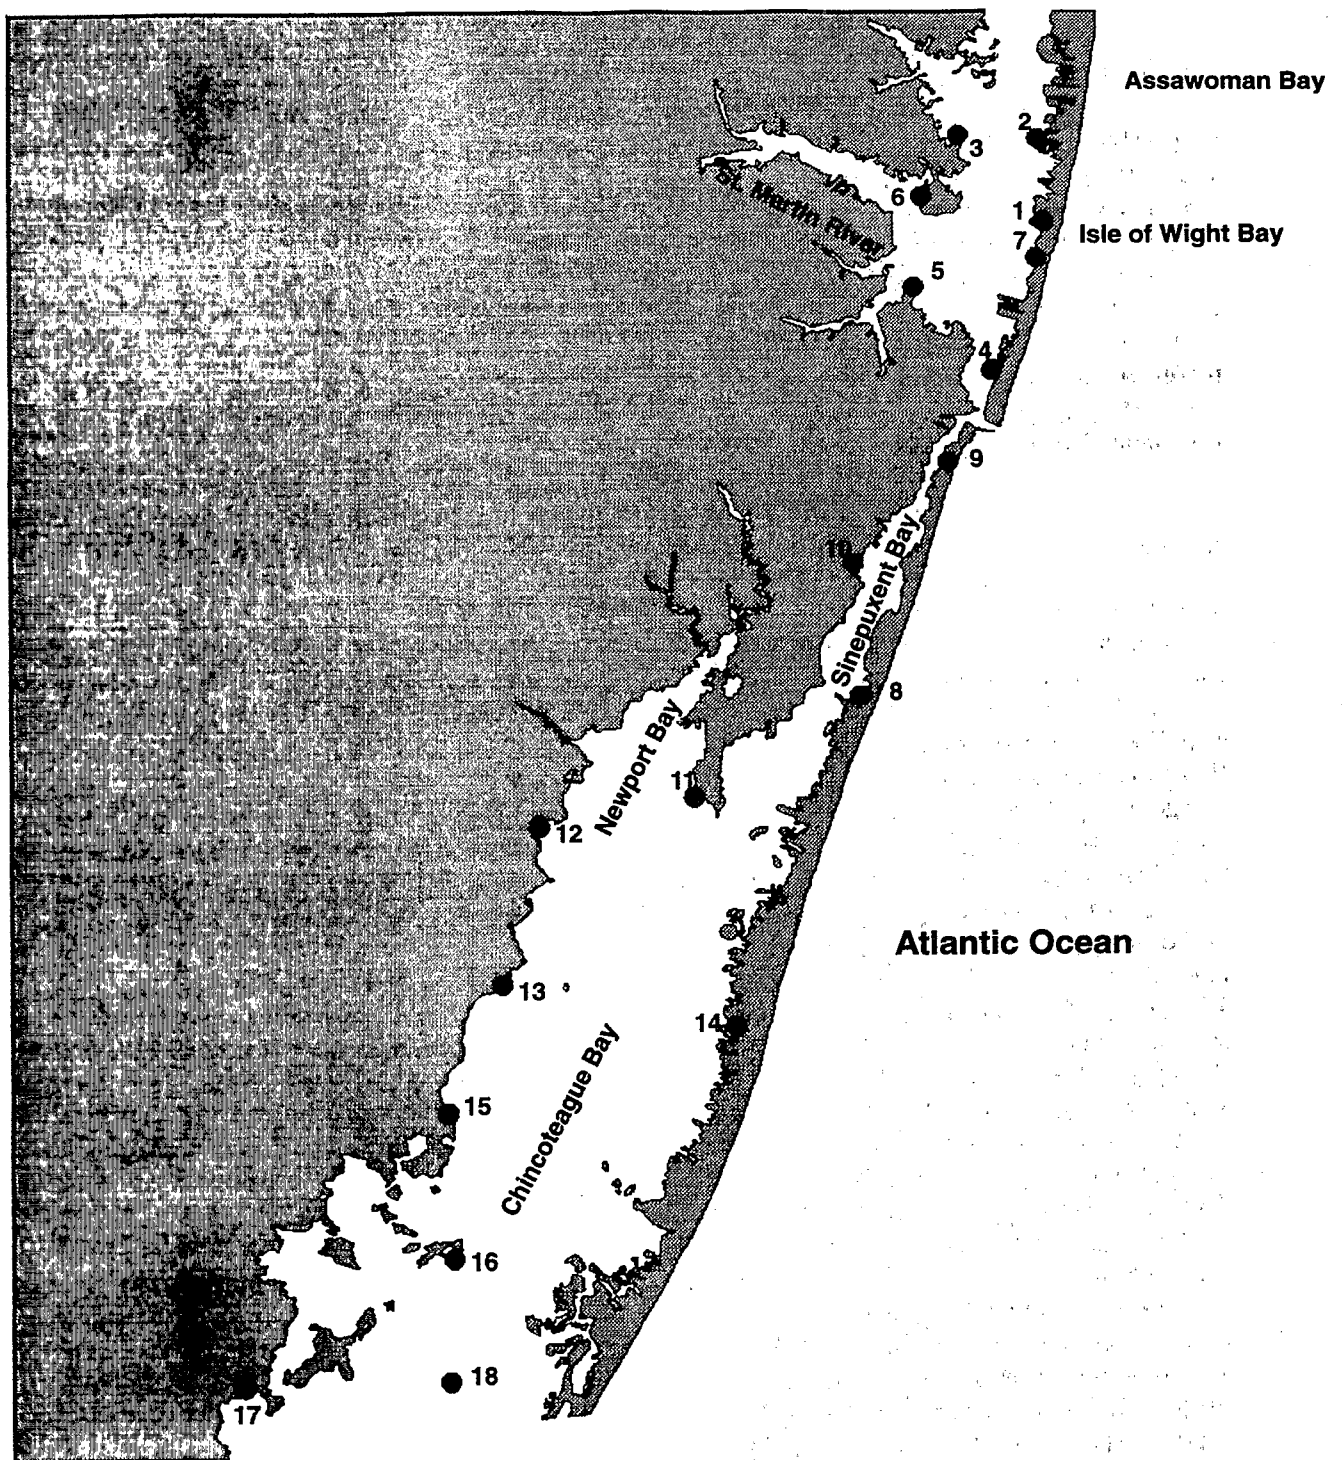 Assawoman Bay
2
3
6
St. Martin River
1
Isle of Wight Bay
7
5
4
9
10
Sinepuxent Bay
8
Newport Bay
11
12
Atlantic Ocean
13
14
Chincoteague Bay
15
16
18
17